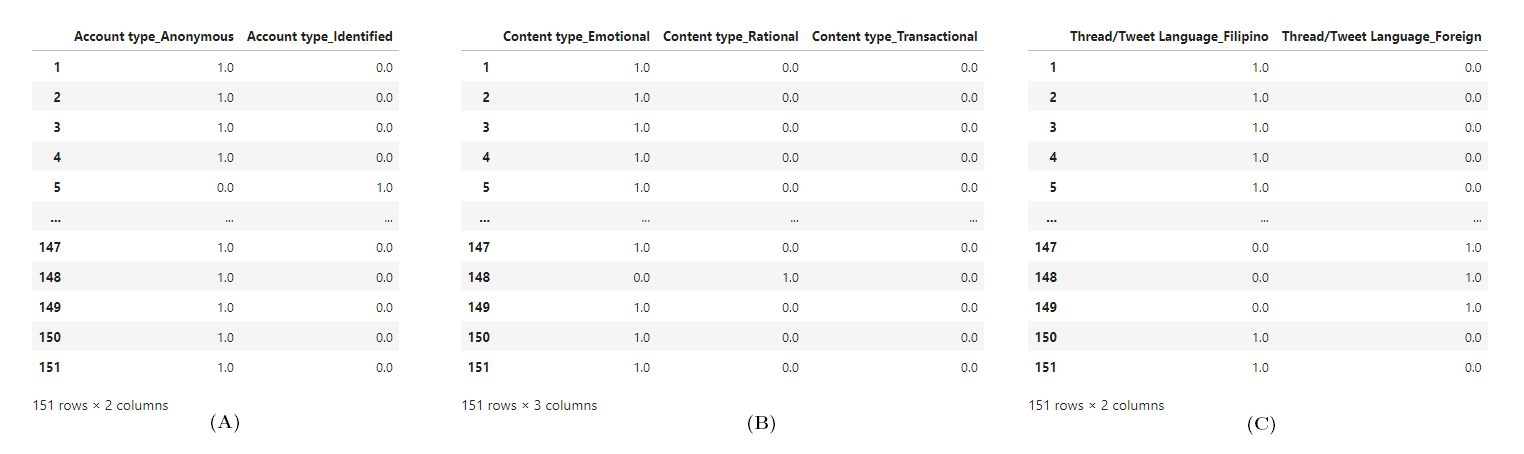 Account type_Anonymous Account type_Identified
1 1.0 0.0
2 1.0 0.0
3 1.0 0.0
4 1.0 0.0
5 0.0 1.0
... ... ...
147 1.0 0.0
148 1.0 0.0
149 1.0 0.0
150 1.0 0.0
151 1.0 0.0
151 rows × 2 columns
(A)
Content type_Emotional Content type_Rational Content type_Transactional
1 1.0 0.0 0.0
2 1.0 0.0 0.0
3 1.0 0.0 0.0
4 1.0 0.0 0.0
5 1.0 0.0 0.0
... ... ... ...
147 1.0 0.0 0.0
148 0.0 1.0 0.0
149 1.0 0.0 0.0
150 1.0 0.0 0.0
151 1.0 0.0 0.0
151 rows × 3 columns
(B)
Thread/Tweet Language_Filipino Thread/Tweet Language_Foreign
1 1.0 0.0
2 1.0 0.0
3 1.0 0.0
4 1.0 0.0
5 1.0 0.0
... ... ...
147 0.0 1.0
148 0.0 1.0
149 0.0 1.0
150 1.0 0.0
151 1.0 0.0
151 rows × 2 columns
(C)